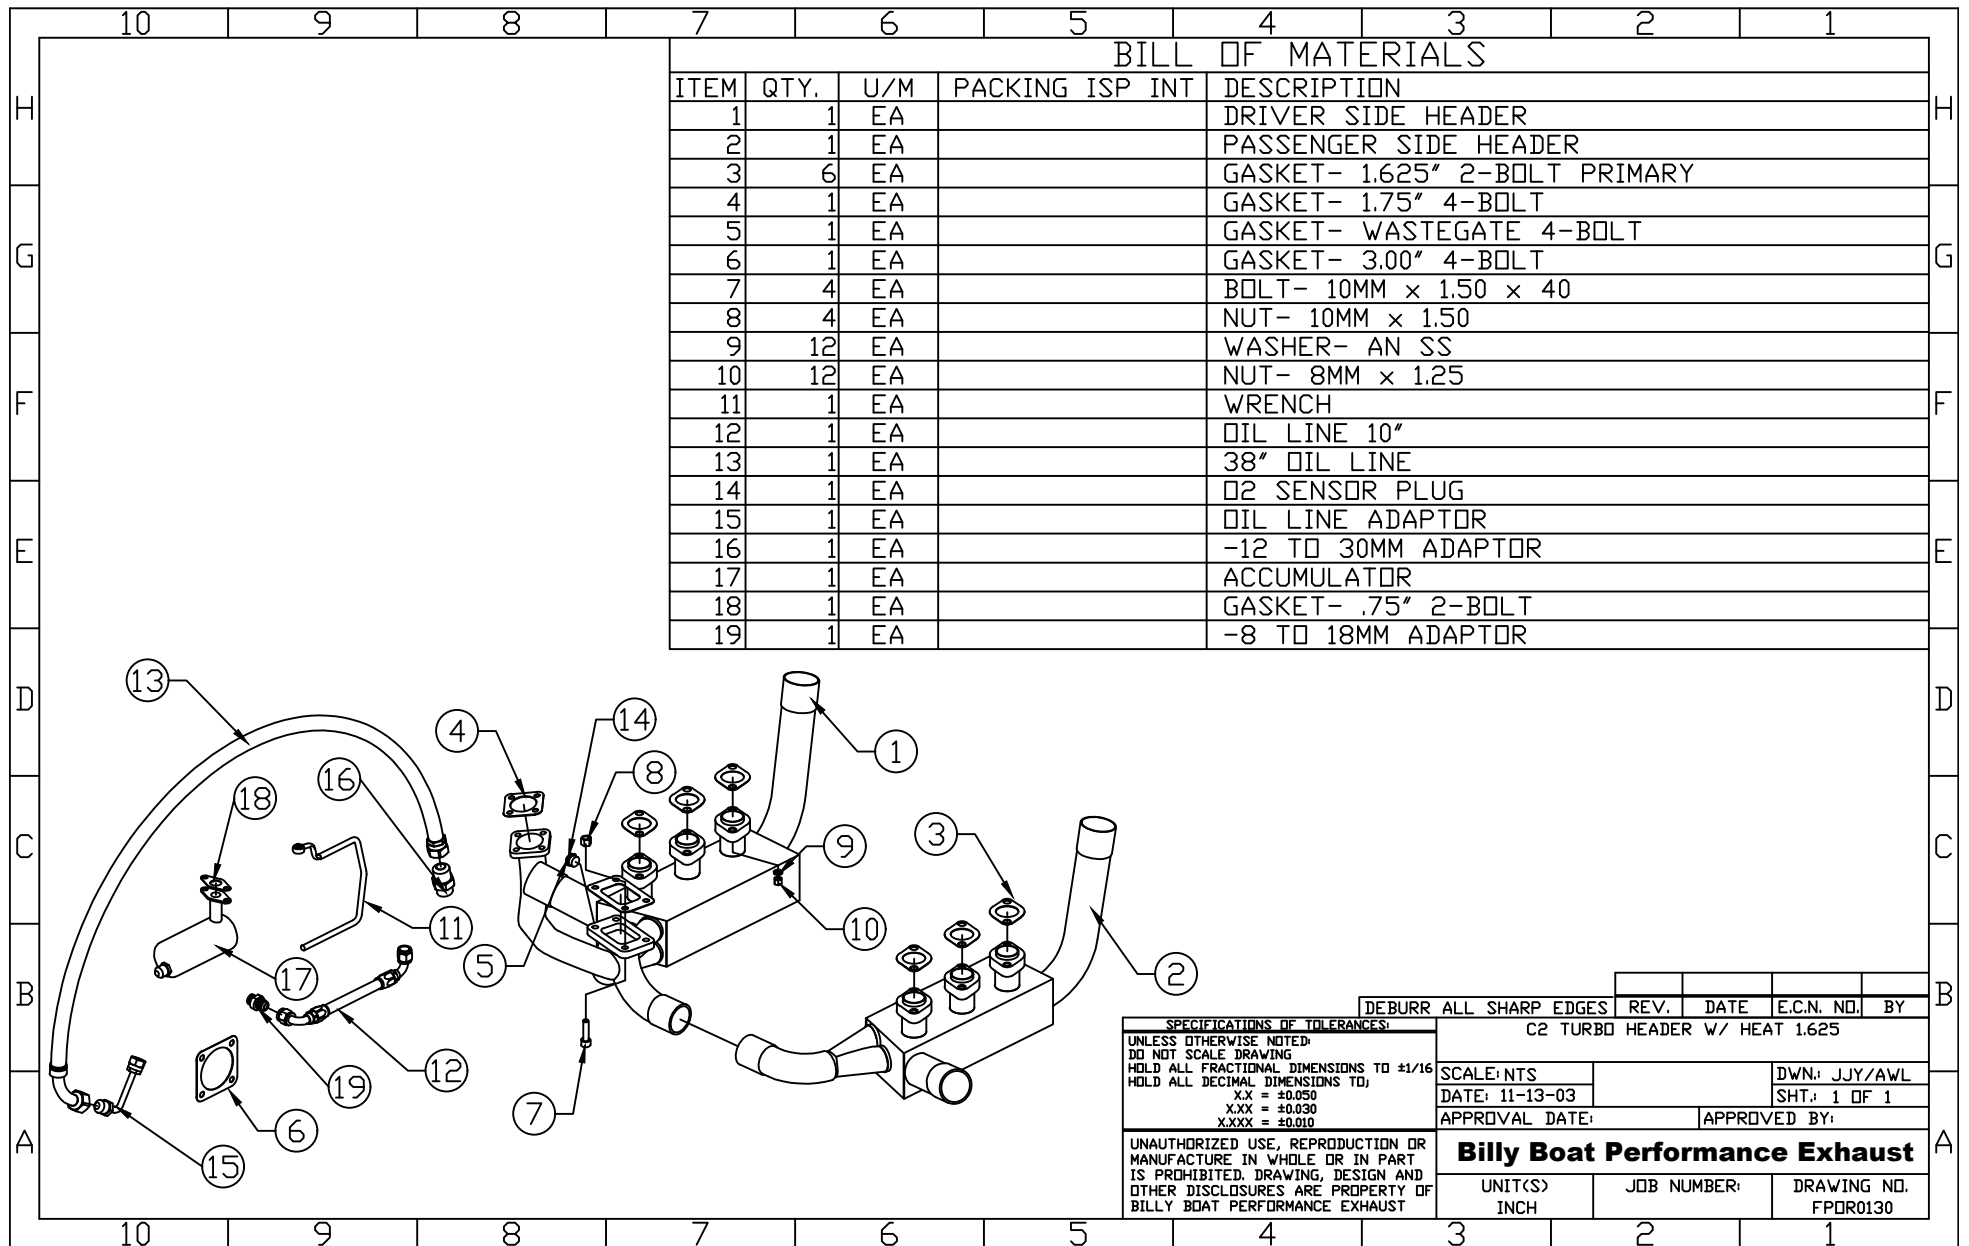 10 9 8 7 6 5 4 3 2 1
BILL OF MATERIALS
ITEM QTY. U/M PACKING ISP INT DESCRIPTION
1 1 EA DRIVER SIDE HEADER
2 1 EA PASSENGER SIDE HEADER
3 6 EA GASKET- 1.625" 2-BOLT PRIMARY
4 1 EA GASKET- 1.75" 4-BOLT
5 1 EA GASKET- WASTEGATE 4-BOLT
6 1 EA GASKET- 3.00" 4-BOLT
7 4 EA BOLT- 10MM x 1.50 x 40
8 4 EA NUT- 10MM x 1.50
9 12 EA WASHER- AN SS
10 12 EA NUT- 8MM x 1.25
11 1 EA WRENCH
12 1 EA OIL LINE 10"
13 1 EA 38" OIL LINE
14 1 EA O2 SENSOR PLUG
15 1 EA OIL LINE ADAPTOR
16 1 EA -12 TO 30MM ADAPTOR
17 1 EA ACCUMULATOR
18 1 EA GASKET- .75" 2-BOLT
19 1 EA -8 TO 18MM ADAPTOR
H H
G G
F F
E E
D D
C C
B B
A A
13
4
14
8
1
16
18
3
9
11
10
5
17
2
12
19
7
6
15
DEBURR ALL SHARP EDGES REV. DATE E.C.N. NO. BY
SPECIFICATIONS OF TOLERANCES:
UNLESS OTHERWISE NOTED:
DO NOT SCALE DRAWING
HOLD ALL FRACTIONAL DIMENSIONS TO ±1/16
HOLD ALL DECIMAL DIMENSIONS TO;
X.X = ±0.050
X.XX = ±0.030
X.XXX = ±0.010
UNAUTHORIZED USE, REPRODUCTION OR
MANUFACTURE IN WHOLE OR IN PART
IS PROHIBITED. DRAWING, DESIGN AND
OTHER DISCLOSURES ARE PROPERTY OF
BILLY BOAT PERFORMANCE EXHAUST
C2 TURBO HEADER W/ HEAT 1.625
SCALE: NTS DWN.: JJY/AWL
DATE: 11-13-03 SHT.: 1 OF 1
APPROVAL DATE: APPROVED BY:
Billy Boat Performance Exhaust
UNIT(S) JOB NUMBER: DRAWING NO.
INCH FPOR0130
10 9 8 7 6 5 4 3 2 1